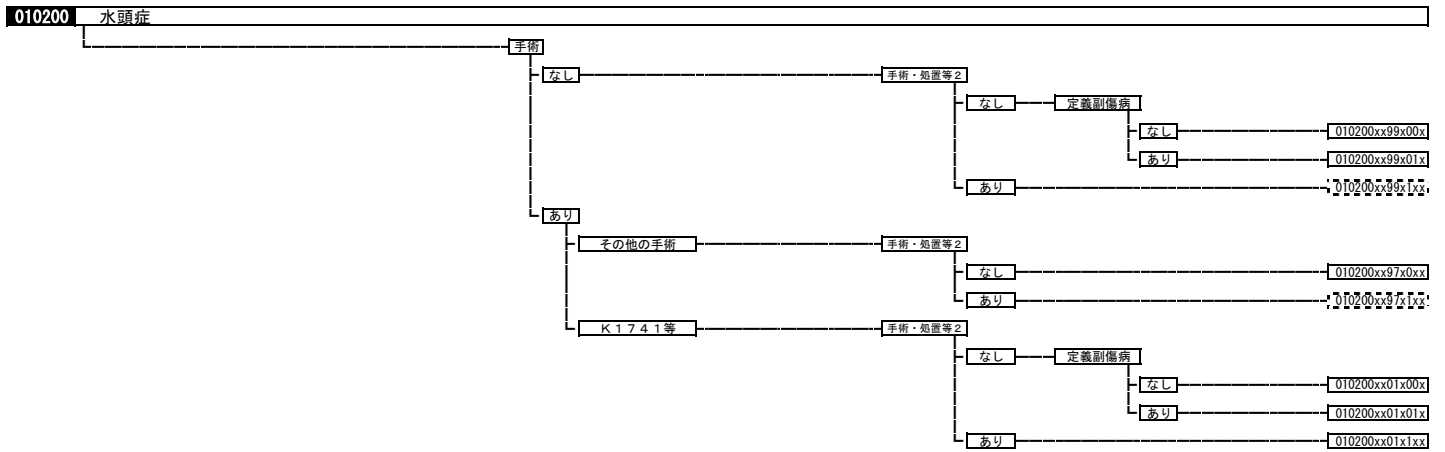 010200 水頭症
手術
なし 手術・処置等2
なし 定義副傷病
なし 010200xx99x00x
あり 010200xx99x01x
あり 010200xx99x1xx
あり
その他の手術 手術・処置等2
なし 010200xx97x0xx
あり 010200xx97x1xx
K1741等 手術・処置等2
なし 定義副傷病
なし 010200xx01x00x
あり 010200xx01x01x
あり 010200xx01x1xx